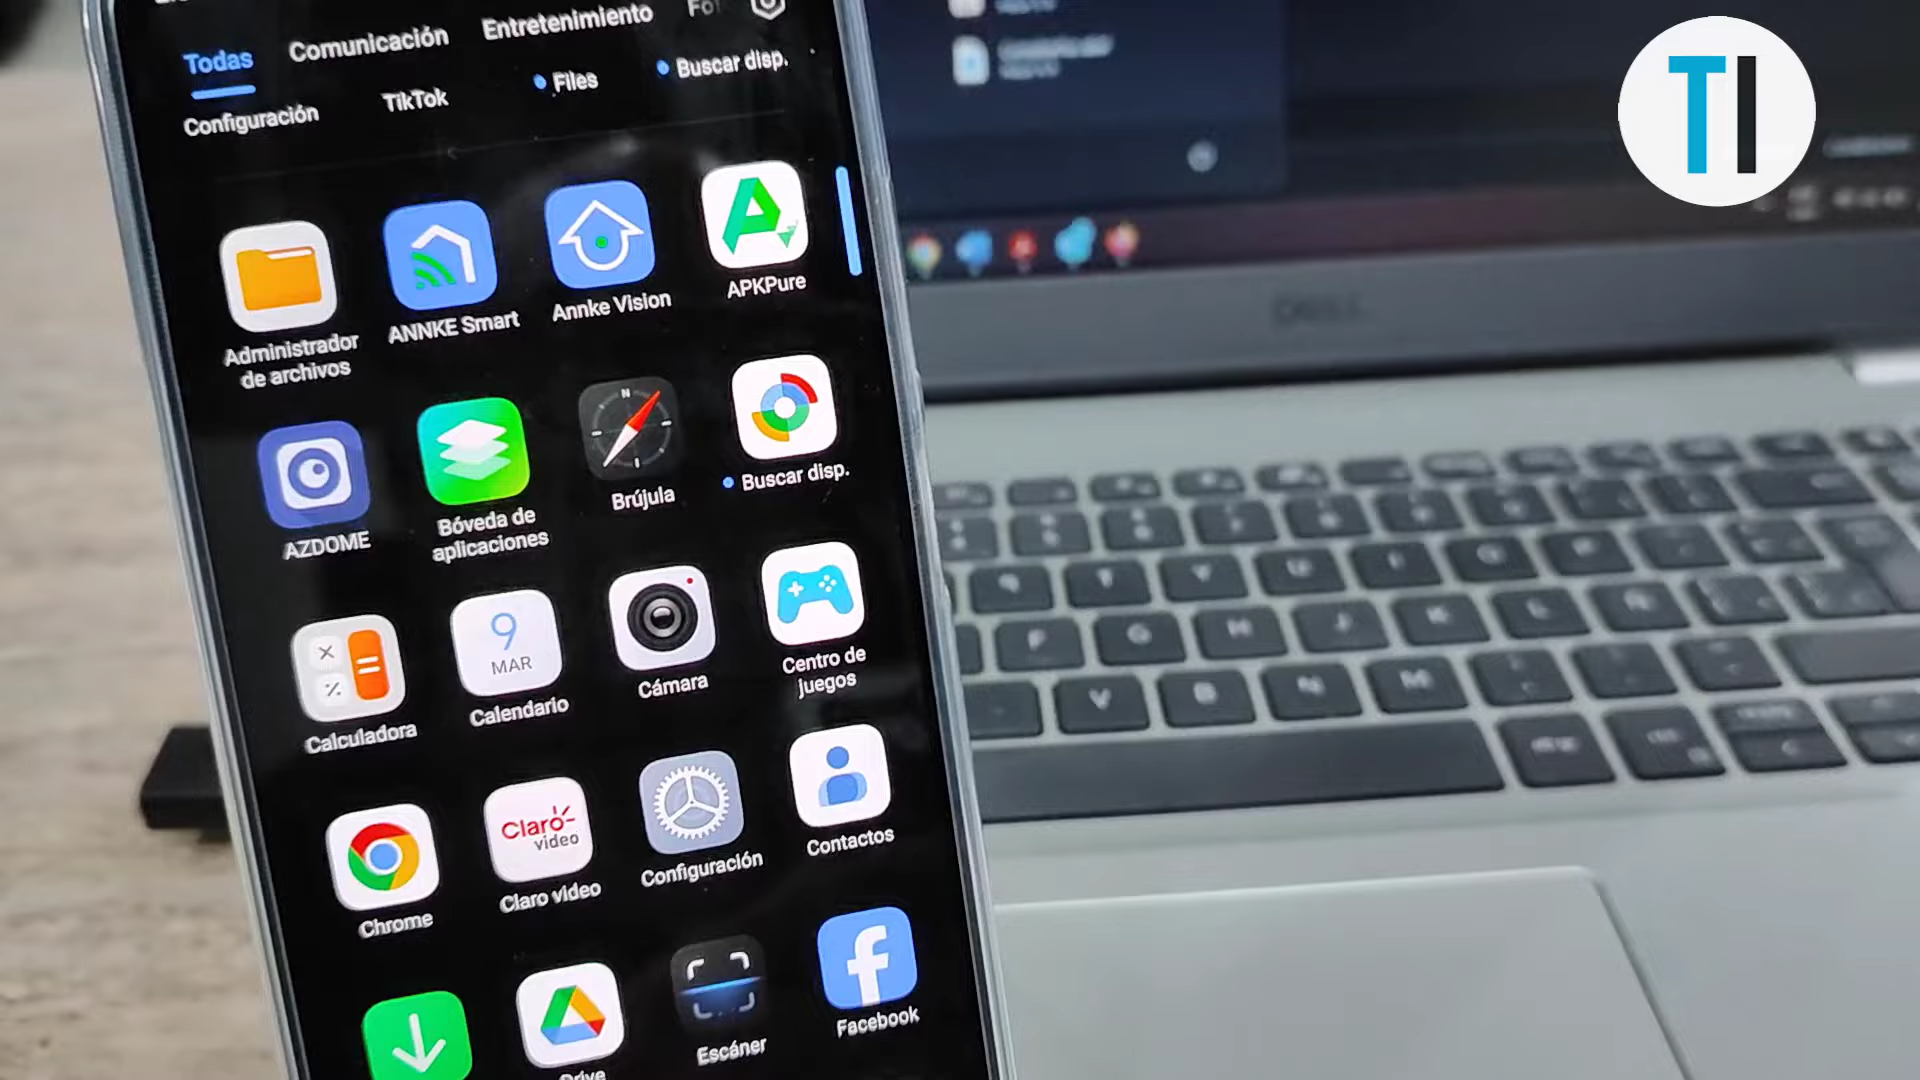 Todas
Comunicación
Entretenimiento
Configuración
TikTok
Files
Buscar disp.
Administrador
de archivos
ANNKE Smart
Annke Vision
APKPure
AZDOME
Bóveda de
aplicaciones
N
Brújula
Buscar disp.
Calculadora
9
MAR
Calendario
Cámara
Centro de
juegos
Chrome
Claro
video
Claro video
Configuración
Contactos
Drive
Escáner
f
Facebook
TI
DELL